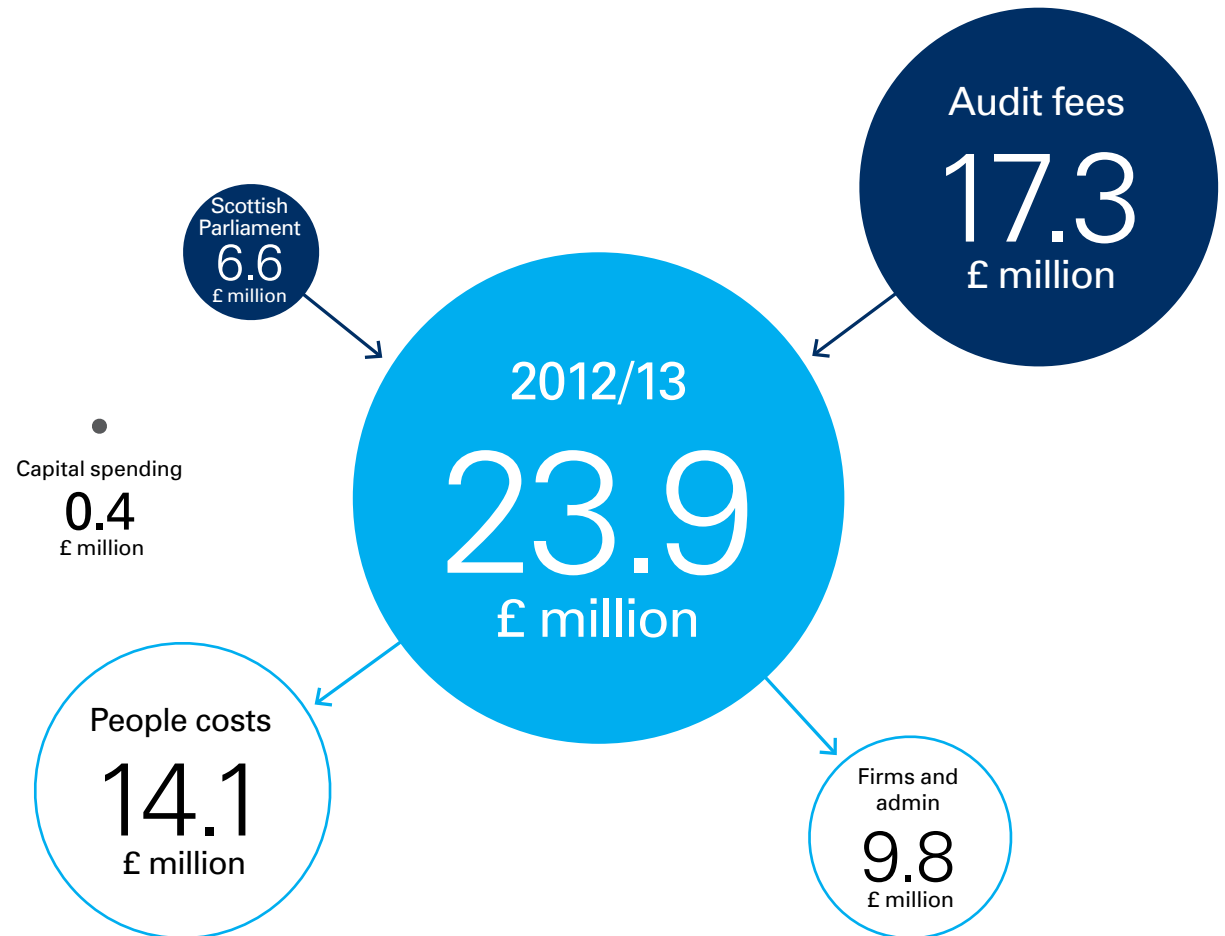 Audit fees
17.3
£ million
Scottish
Parliament
6.6
£ million
2012/13
23.9
£ million
Capital spending
0.4
£ million
People costs
14.1
£ million
Firms and
admin
9.8
£ million